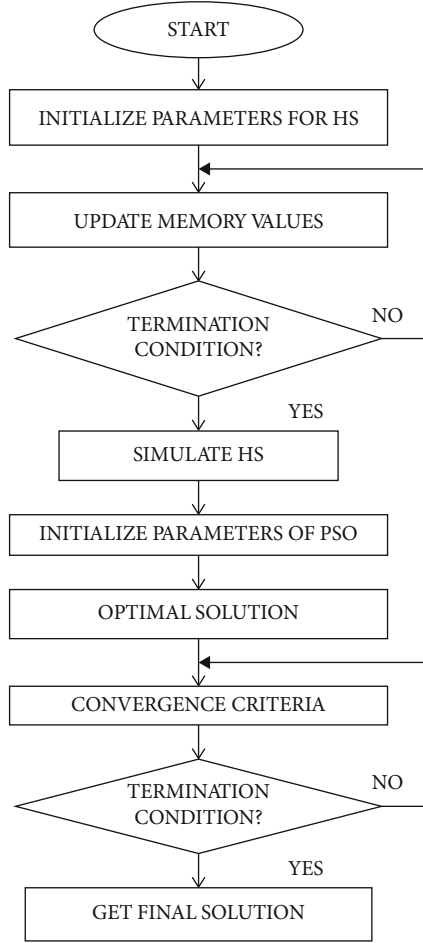 START
INITIALIZE PARAMETERS FOR HS
UPDATE MEMORY VALUES
TERMINATION
CONDITION?
NO
YES
SIMULATE HS
INITIALIZE PARAMETERS OF PSO
OPTIMAL SOLUTION
CONVERGENCE CRITERIA
TERMINATION
CONDITION?
NO
YES
GET FINAL SOLUTION